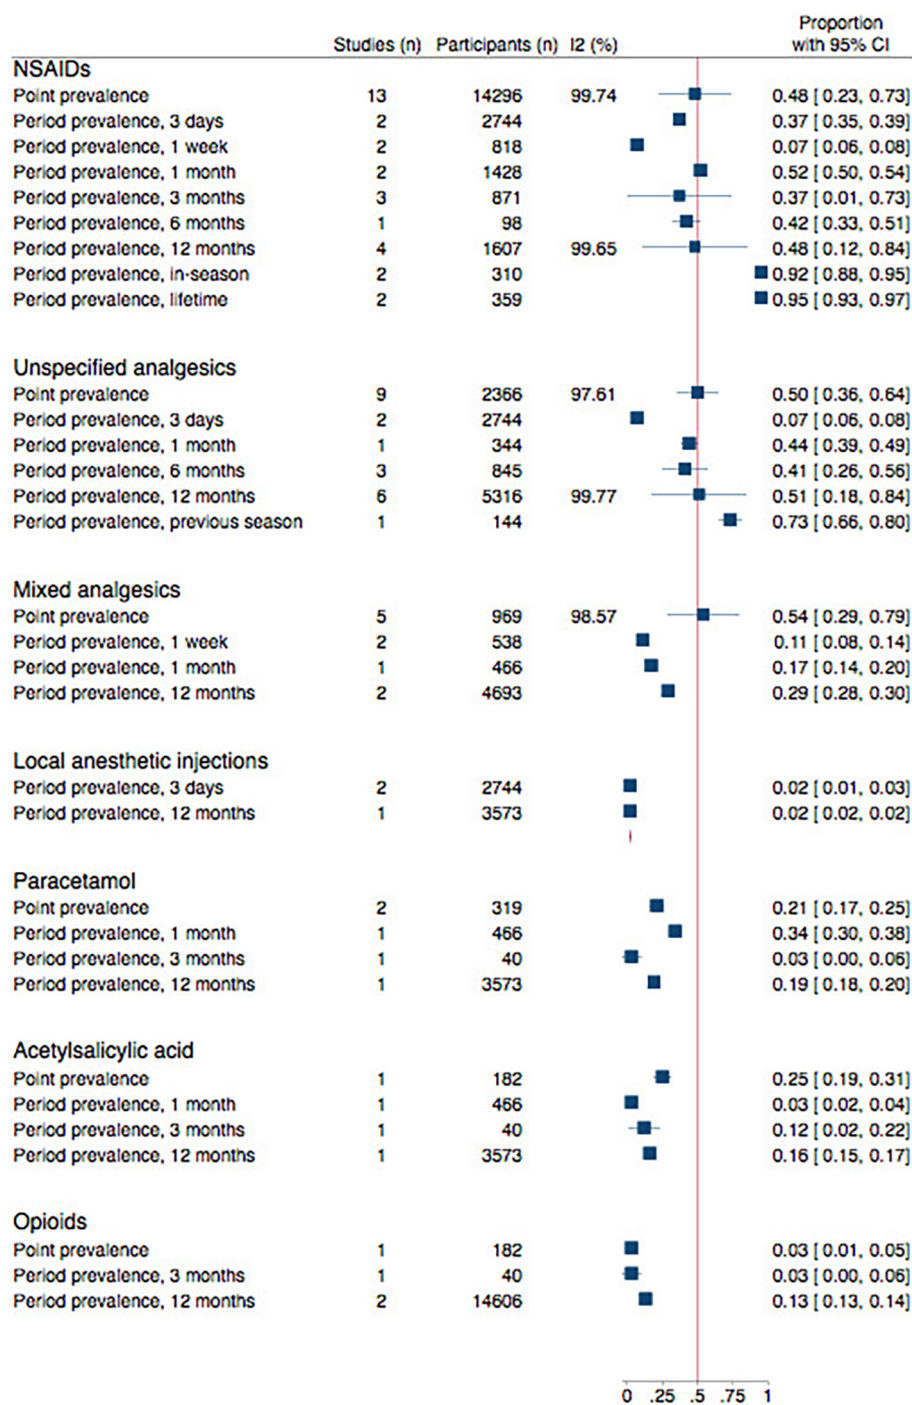 Proportion
Studies (n) Participants (n) I2 (%) with 95% CI
NSAIDs
Point prevalence 13 14296 99.74 0.48 [ 0.23, 0.73]
Period prevalence, 3 days 2 2744 0.37 [ 0.35, 0.39]
Period prevalence, 1 week 2 818 0.07 [ 0.06, 0.08]
Period prevalence, 1 month 2 1428 0.52 [ 0.50, 0.54]
Period prevalence, 3 months 3 871 0.37 [ 0.01, 0.73]
Period prevalence, 6 months 1 98 0.42 [ 0.33, 0.51]
Period prevalence, 12 months 4 1607 99.65 0.48 [ 0.12, 0.84]
Period prevalence, in-season 2 310 0.92 [ 0.88, 0.95]
Period prevalence, lifetime 2 359 0.95 [ 0.93, 0.97]
Unspecified analgesics
Point prevalence 9 2366 97.61 0.50 [ 0.36, 0.64]
Period prevalence, 3 days 2 2744 0.07 [ 0.06, 0.08]
Period prevalence, 1 month 1 344 0.44 [ 0.39, 0.49]
Period prevalence, 6 months 3 845 0.41 [ 0.26, 0.56]
Period prevalence, 12 months 6 5316 99.77 0.51 [ 0.18, 0.84]
Period prevalence, previous season 1 144 0.73 [ 0.66, 0.80]
Mixed analgesics
Point prevalence 5 969 98.57 0.54 [ 0.29, 0.79]
Period prevalence, 1 week 2 538 0.11 [ 0.08, 0.14]
Period prevalence, 1 month 1 466 0.17 [ 0.14, 0.20]
Period prevalence, 12 months 2 4693 0.29 [ 0.28, 0.30]
Local anesthetic injections
Period prevalence, 3 days 2 2744 0.02 [ 0.01, 0.03]
Period prevalence, 12 months 1 3573 0.02 [ 0.02, 0.02]
Paracetamol
Point prevalence 2 319 0.21 [ 0.17, 0.25]
Period prevalence, 1 month 1 466 0.34 [ 0.30, 0.38]
Period prevalence, 3 months 1 40 0.03 [ 0.00, 0.06]
Period prevalence, 12 months 1 3573 0.19 [ 0.18, 0.20]
Acetylsalicylic acid
Point prevalence 1 182 0.25 [ 0.19, 0.31]
Period prevalence, 1 month 1 466 0.03 [ 0.02, 0.04]
Period prevalence, 3 months 1 40 0.12 [ 0.02, 0.22]
Period prevalence, 12 months 1 3573 0.16 [ 0.15, 0.17]
Opioids
Point prevalence 1 182 0.03 [ 0.01, 0.05]
Period prevalence, 3 months 1 40 0.03 [ 0.00, 0.06]
Period prevalence, 12 months 2 14606 0.13 [ 0.13, 0.14]
0 .25 .5 .75 1